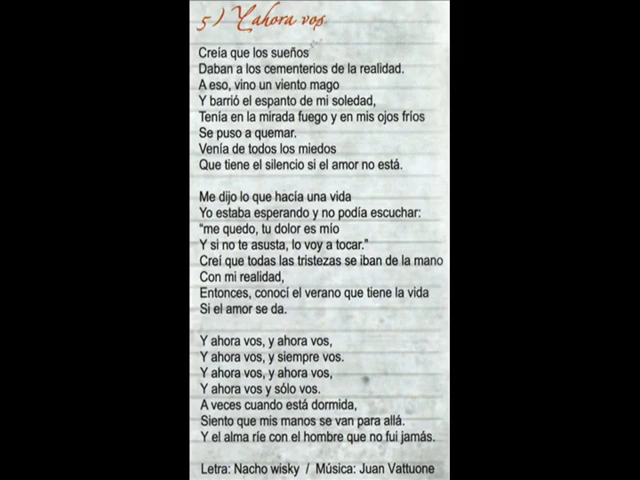 5) Y ahora vos
Creía que los sueños
Daban a los cementerios de la realidad.
A eso, vino un viento mago
Y barrió el espanto de mi soledad,
Tenía en la mirada fuego y en mis ojos fríos
Se puso a quemar.
Venía de todos los miedos
Que tiene el silencio si el amor no está.
Me dijo lo que hacía una vida
Yo estaba esperando y no podía escuchar:
“me quedo, tu dolor es mío
Y si no te asusta, lo voy a tocar.”
Creí que todas las tristezas se iban de la mano
Con mi realidad,
Entonces, conocí el verano que tiene la vida
Si el amor se da.
Y ahora vos, y ahora vos,
Y ahora vos, y siempre vos.
Y ahora vos, y ahora vos,
Y ahora vos y sólo vos.
A veces cuando está dormida,
Siento que mis manos se van para allá.
Y el alma ríe con el hombre que no fui jamás.
Letra: Nacho wisky / Música: Juan Vattuone